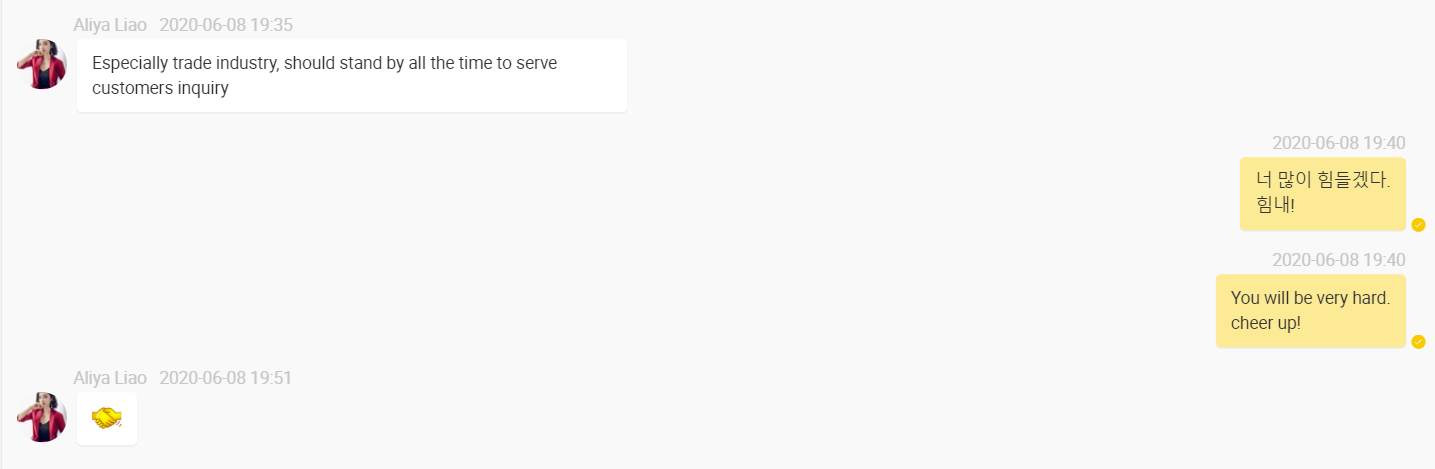 Aliya Liao 2020-06-08 19:35
Especially trade industry, should stand by all the time to serve
customers inquiry
2020-06-08 19:40
너 많이 힘들겠다.
힘내!
2020-06-08 19:40
You will be very hard.
cheer up!
Aliya Liao 2020-06-08 19:51